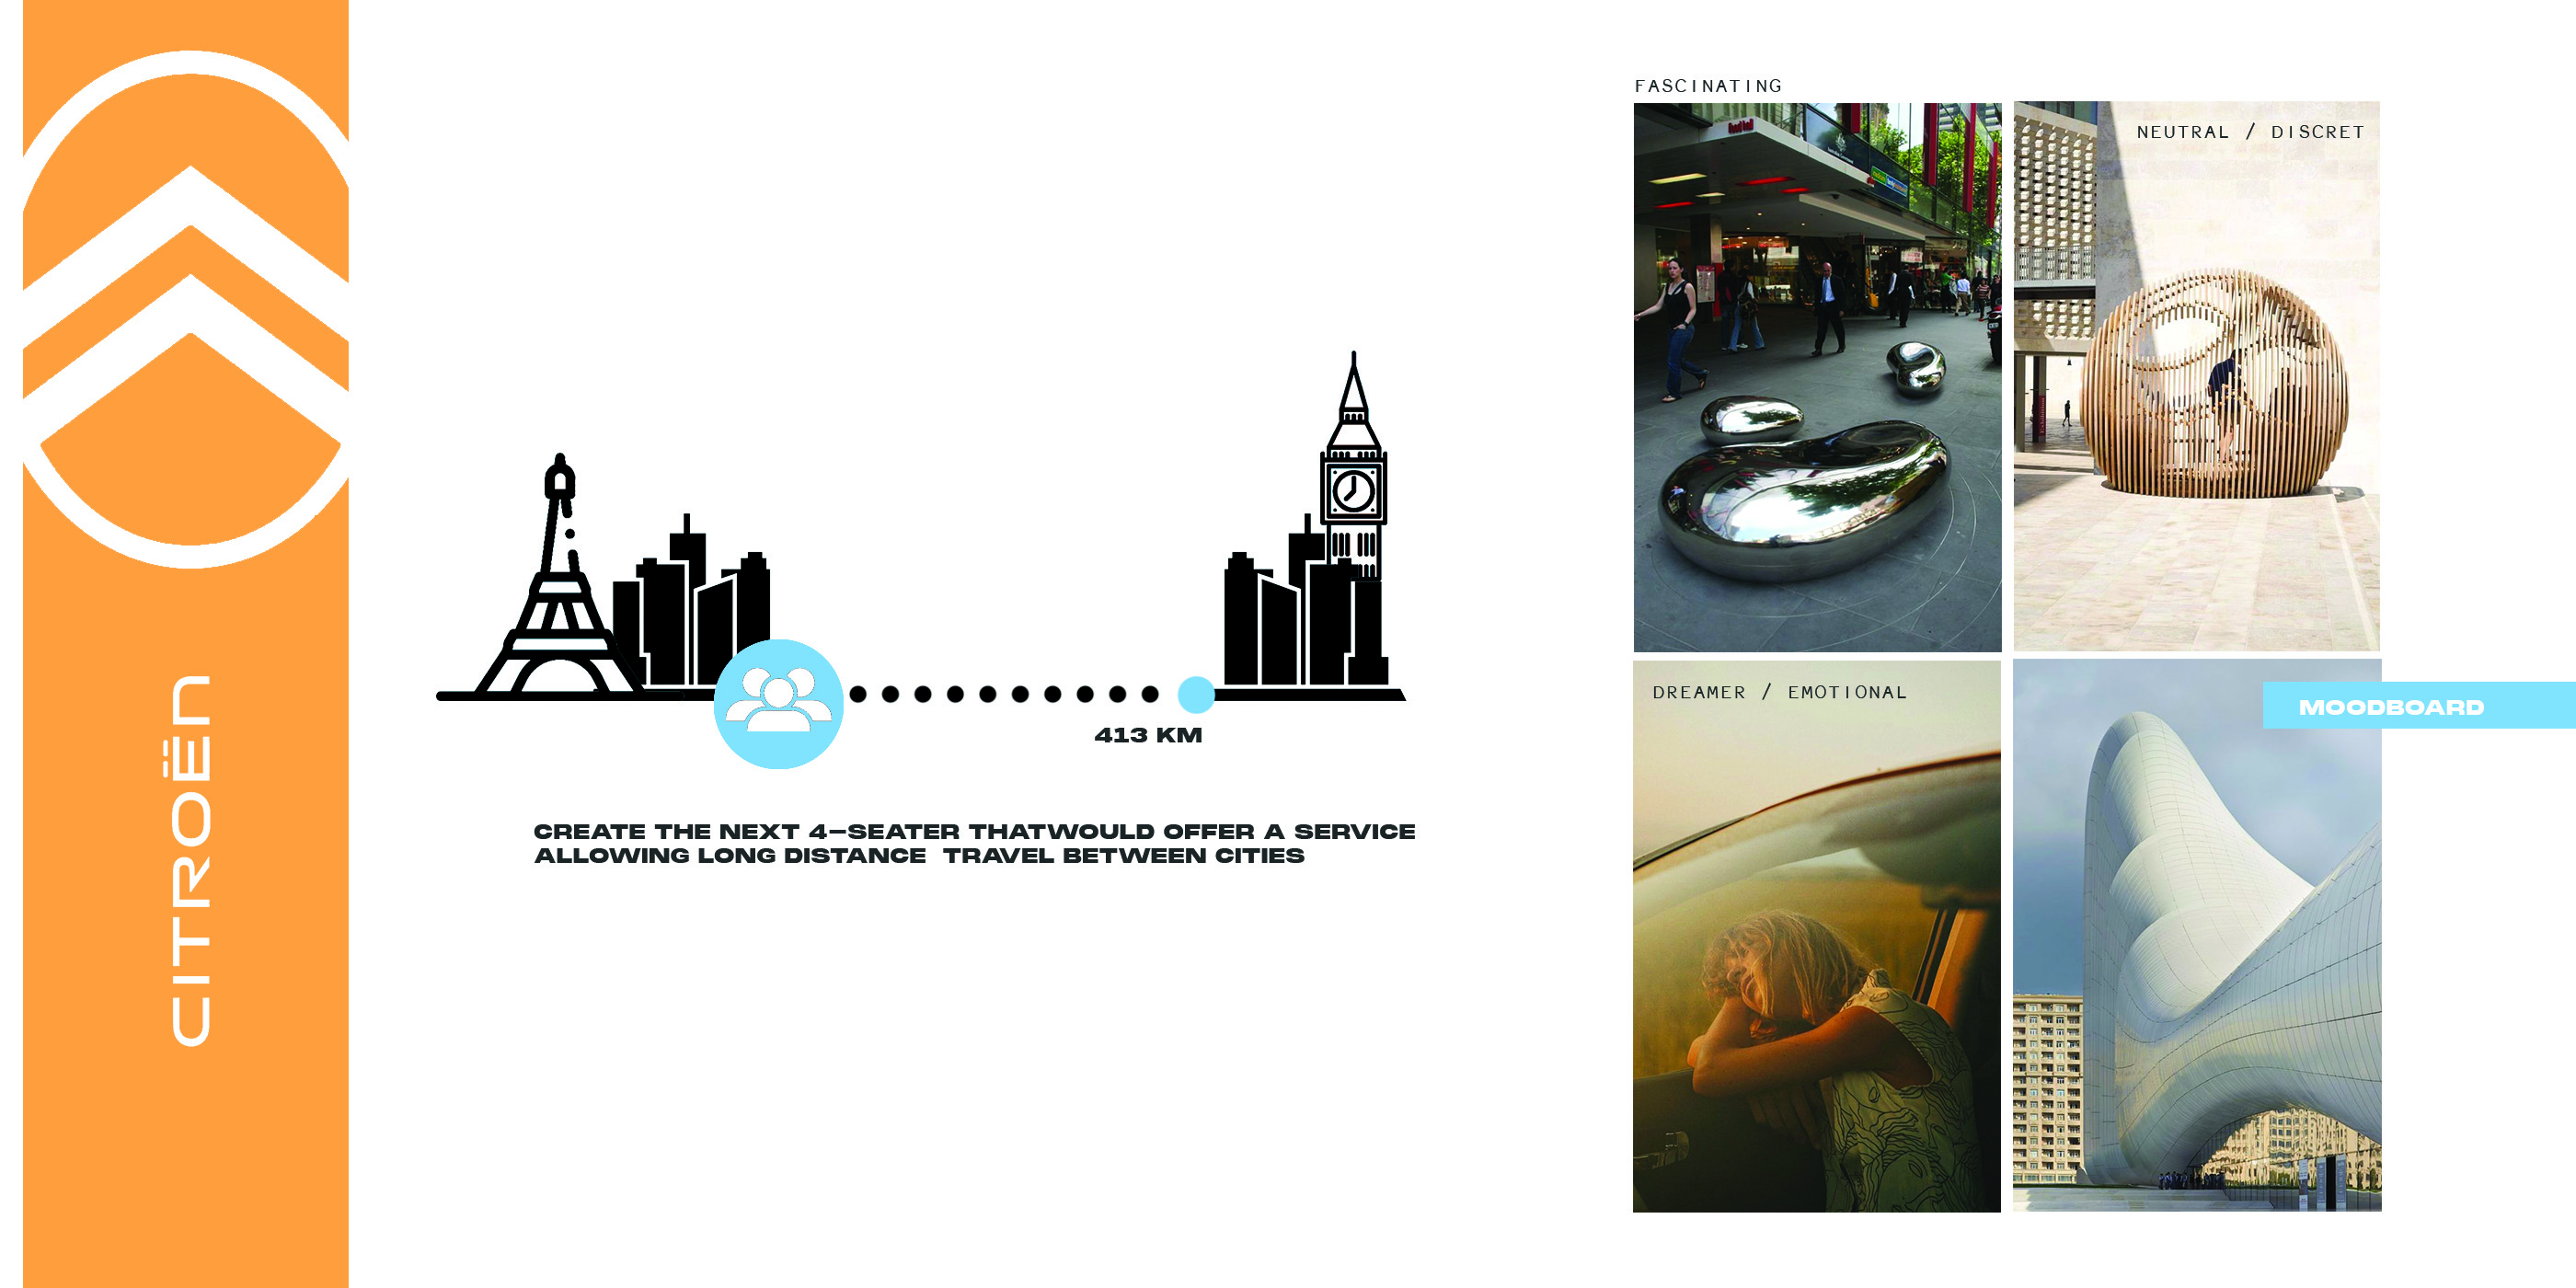 CITROËN
413 KM
CREATE THE NEXT 4-SEATER THATWOULD OFFER A SERVICE
ALLOWING LONG DISTANCE TRAVEL BETWEEN CITIES
FASCINATING
NEUTRAL / DISCRET
DREAMER / EMOTIONAL
MOODBOARD